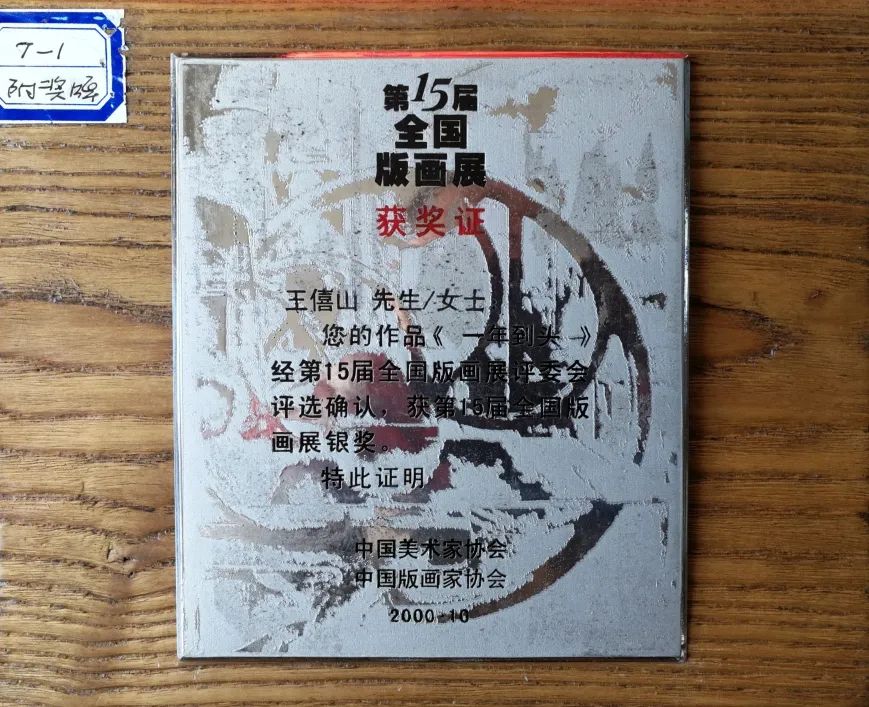 7-1
附奖牌
第15届
全国
版画展
获奖证
王僖山 先生/女士
您的作品《 一年到头 》
经第15届全国版画展评委会
评选确认，获第15届全国版
画展银奖。
特此证明
中国美术家协会
中国版画家协会
2000·10